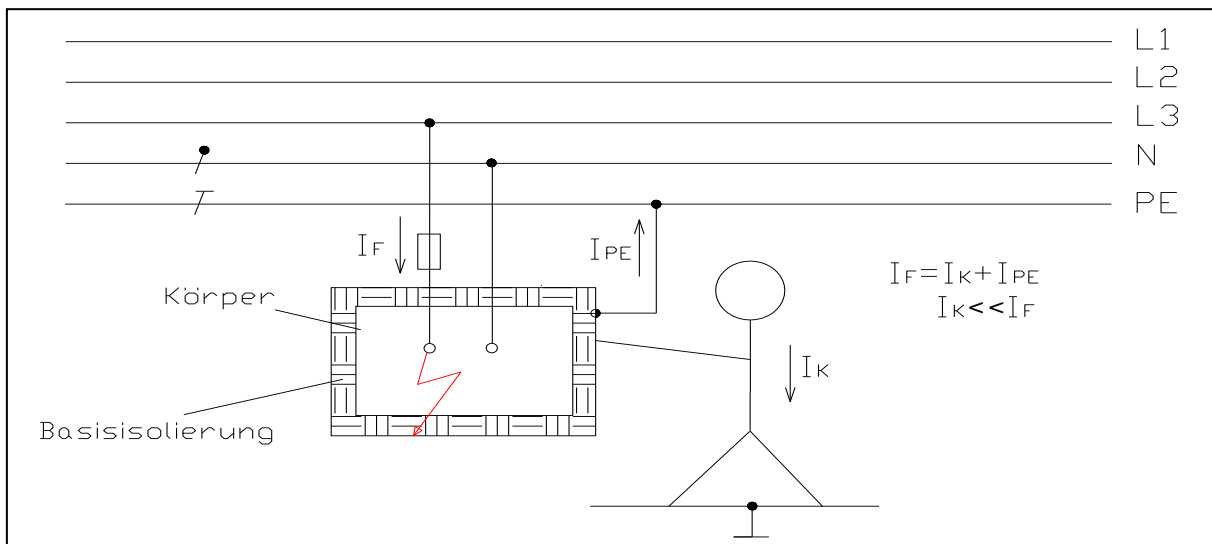 L1
L2
L3
N
PE
IF
IPE
IF=IK+IPE
IK<<IF
Körper
IK
Basisisolierung